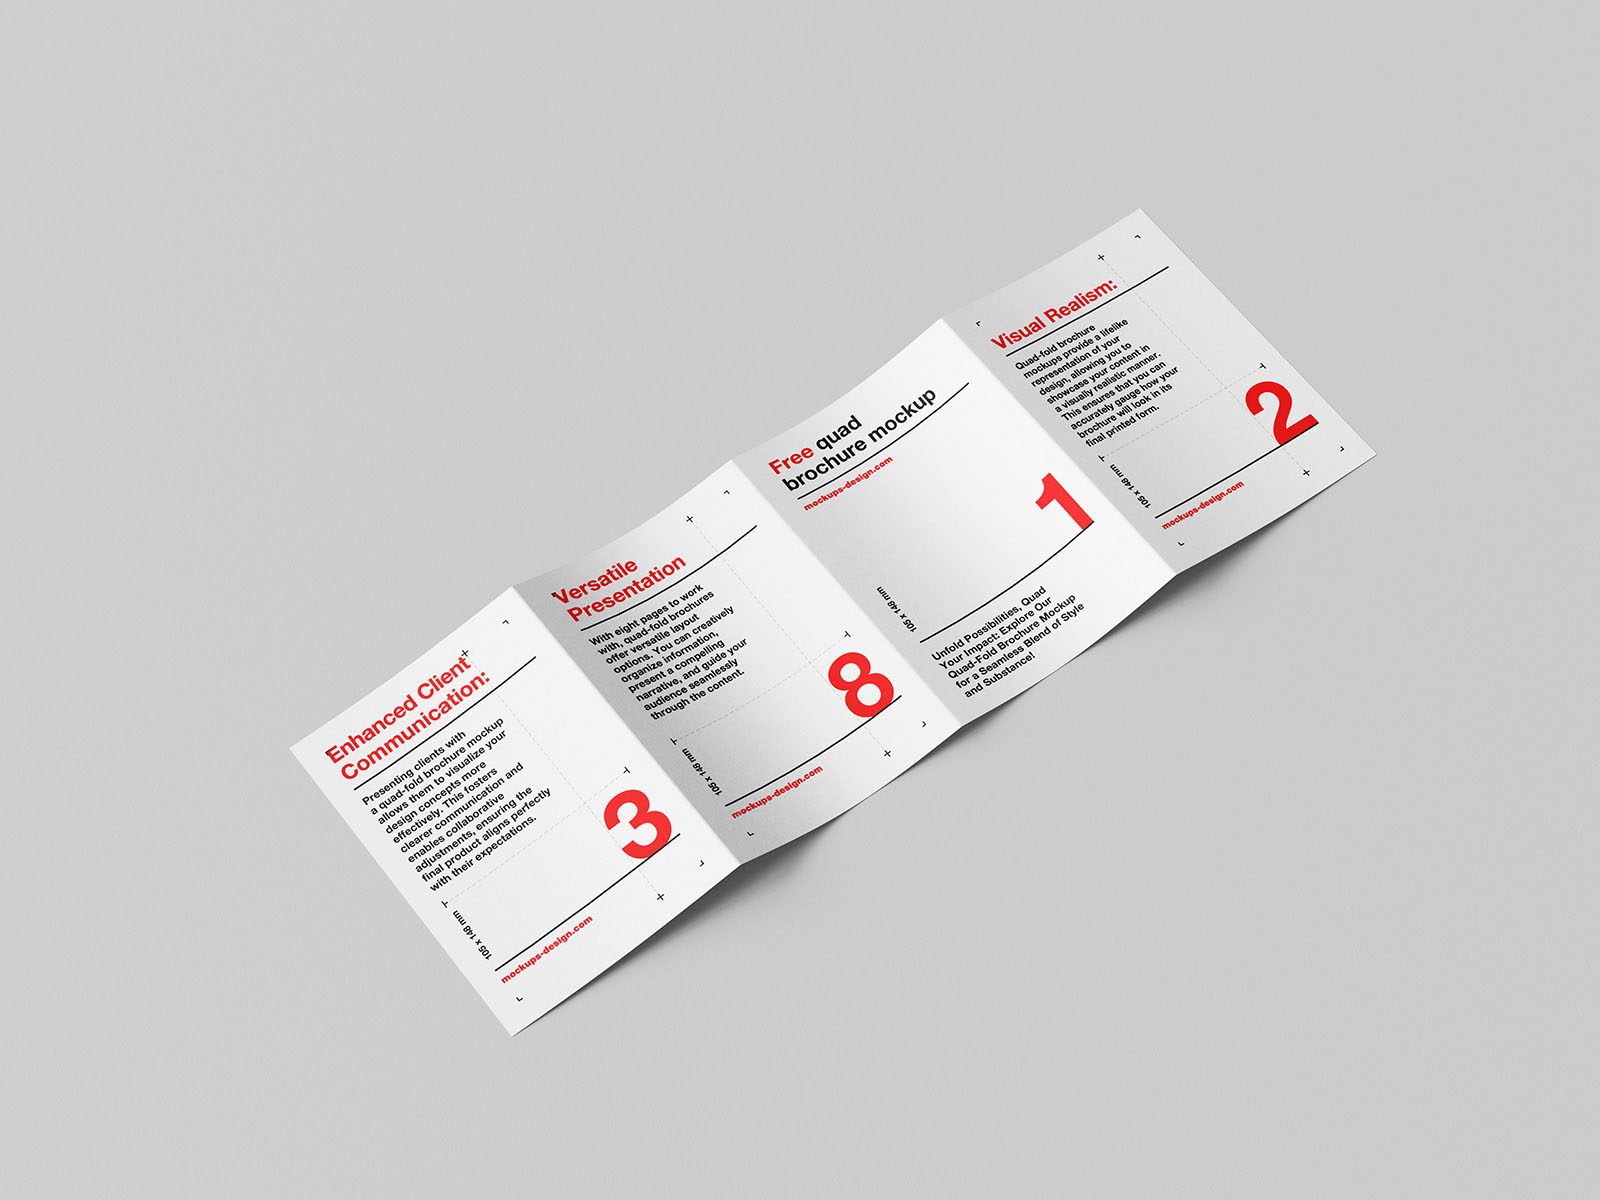 Enhanced Client
Communication:
Presenting clients with
a quad-fold brochure mockup
allows them to visualize your
design concepts more
effectively. This fosters
clearer communication and
enables collaborative
adjustments, ensuring the
final product aligns perfectly
with their expectations.
3
105 x 148 mm
mockups-design.com
Versatile
Presentation
With eight pages to work
with, quad-fold brochures
offer versatile layout
options. You can creatively
organize information,
present a compelling
narrative, and guide your
audience seamlessly
through the content.
8
105 x 148 mm
mockups-design.com
Free quad
brochure mockup
mockups-design.com
1
105 x 148 mm
Unfold Possibilities, Quad
Your Impact: Explore Our
Quad-Fold Brochure Mockup
for a Seamless Blend of Style
and Substance!
Visual Realism:
Quad-fold brochure
mockups provide a lifelike
representation of your
design, allowing you to
showcase your content in
a visually realistic manner.
This ensures that you can
accurately gauge how your
brochure will look in its
final printed form.
2
105 x 148 mm
mockups-design.com